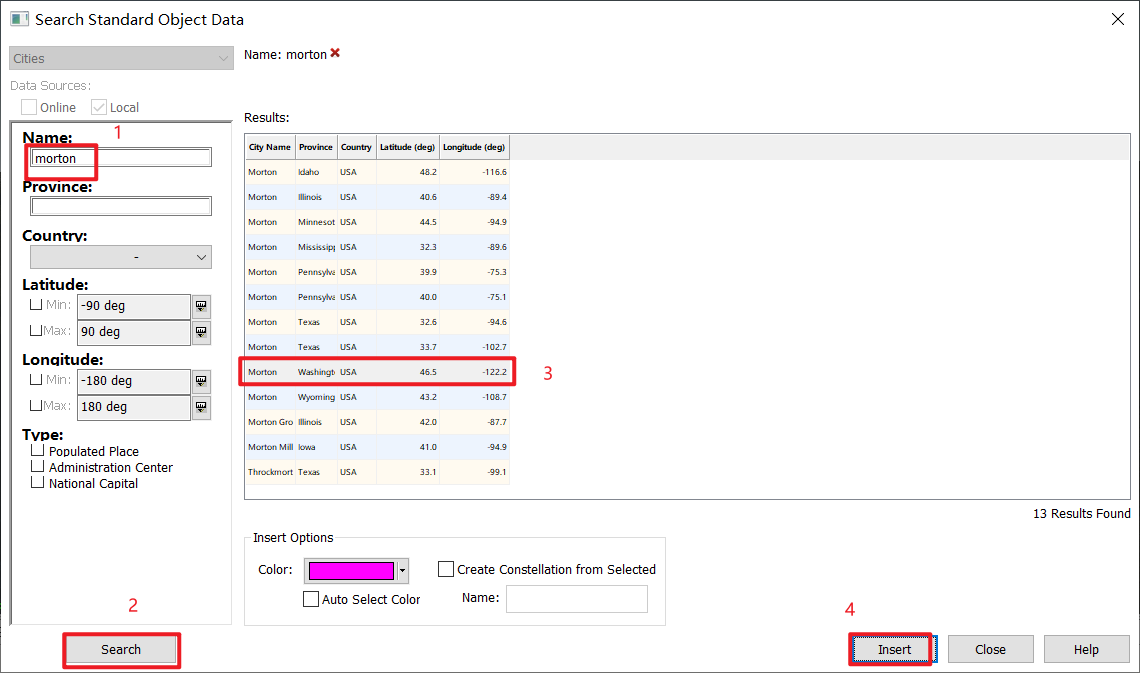 Search Standard Object Data
Cities
Name: morton
Data Sources:
Online Local
Results:
1
Name:
morton
Province:
Country:
-
Latitude:
Min: -90 deg
Max: 90 deg
Longitude:
Min: -180 deg
Max: 180 deg
Type:
Populated Place
Administration Center
National Capital
2
Search
City Name Province Country Latitude (deg) Longitude (deg)
Morton Idaho USA 48.2 -116.6
Morton Illinois USA 40.6 -89.4
Morton Minnesot USA 44.5 -94.9
Morton Mississipp USA 32.3 -89.6
Morton Pennsylva USA 39.9 -75.3
Morton Pennsylva USA 40.0 -75.1
Morton Texas USA 32.6 -94.6
Morton Texas USA 33.7 -102.7
Morton Washingt USA 46.5 -122.2
3
Morton Wyoming USA 43.2 -108.7
Morton Gro Illinois USA 42.0 -87.7
Morton Mill Iowa USA 41.0 -94.9
Throckmort Texas USA 33.1 -99.1
13 Results Found
Insert Options
Color:
Create Constellation from Selected
Auto Select Color
Name:
4
Insert Close Help